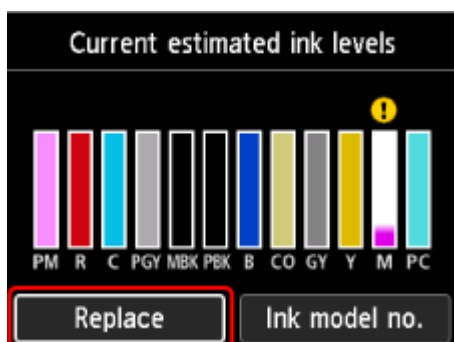 Current estimated ink levels
!
PM R C PGY MBK PBK B CO GY Y M PC
Replace Ink model no.